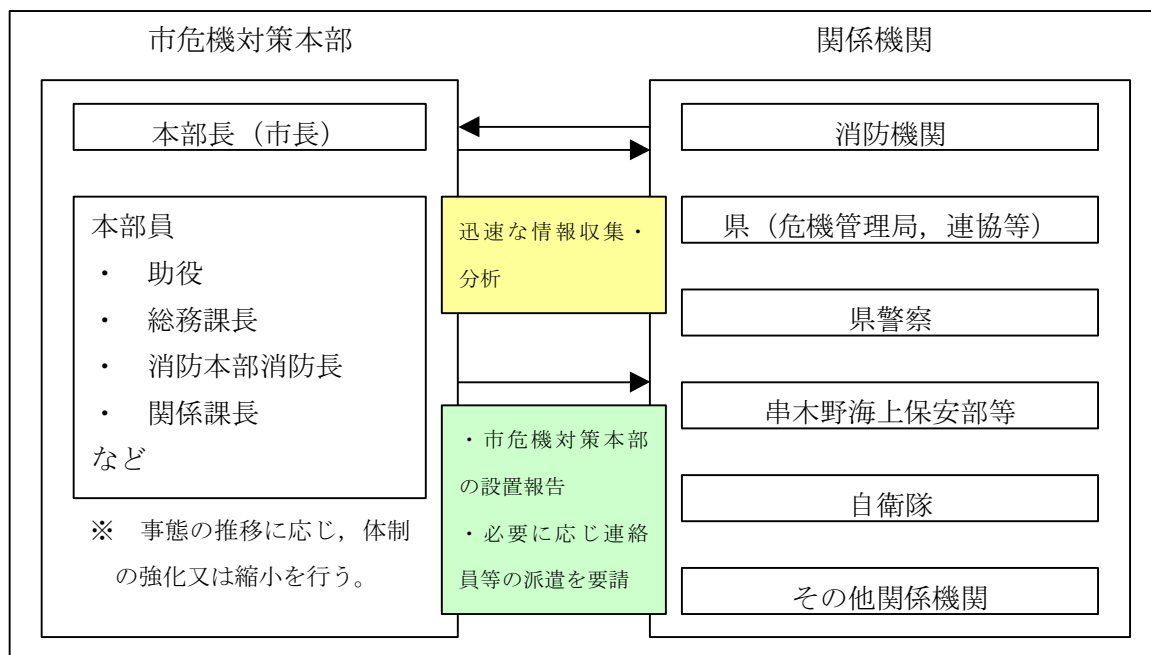 市危機対策本部
関係機関
本部長（市長）
本部員
・　助役
・　総務課長
・　消防本部消防長
・　関係課長
など
※　事態の推移に応じ，体制
の強化又は縮小を行う。
迅速な情報収集・
分析
・市危機対策本部
の設置報告
・必要に応じ連絡
員等の派遣を要請
消防機関
県（危機管理局，連協等）
県警察
串木野海上保安部等
自衛隊
その他関係機関